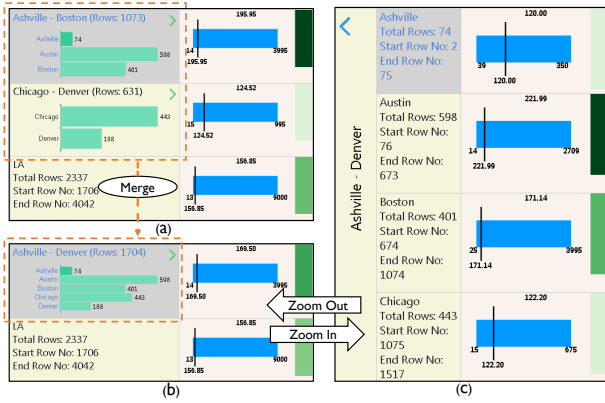 Ashville - Boston (Rows: 1073)
Ashville 74
Austin 598
Boston 401
195.95
14 3995
195.95
Chicago - Denver (Rows: 631)
Chicago 443
Denver 188
124.52
15 995
124.52
LA
Total Rows: 2337
Start Row No: 1706
End Row No: 4042
156.85
13 9000
156.85
Merge
(a)
Ashville - Denver (Rows: 1704)
Ashville 74
Austin 598
Boston 401
Chicago 443
Denver 188
169.50
14 3995
169.50
LA
Total Rows: 2337
Start Row No: 1706
End Row No: 4042
156.85
13 9000
156.85
(b)
Zoom Out
Zoom In
Ashville - Denver
Ashville
Total Rows: 74
Start Row No: 2
End Row No:
75
120.00
39 350
120.00
Austin
Total Rows: 598
Start Row No:
76
End Row No:
673
221.99
14 2709
221.99
Boston
Total Rows: 401
Start Row No:
674
End Row No:
1074
171.14
25 3995
171.14
Chicago
Total Rows: 443
Start Row No:
1075
End Row No:
1517
122.20
15 675
122.20
(c)